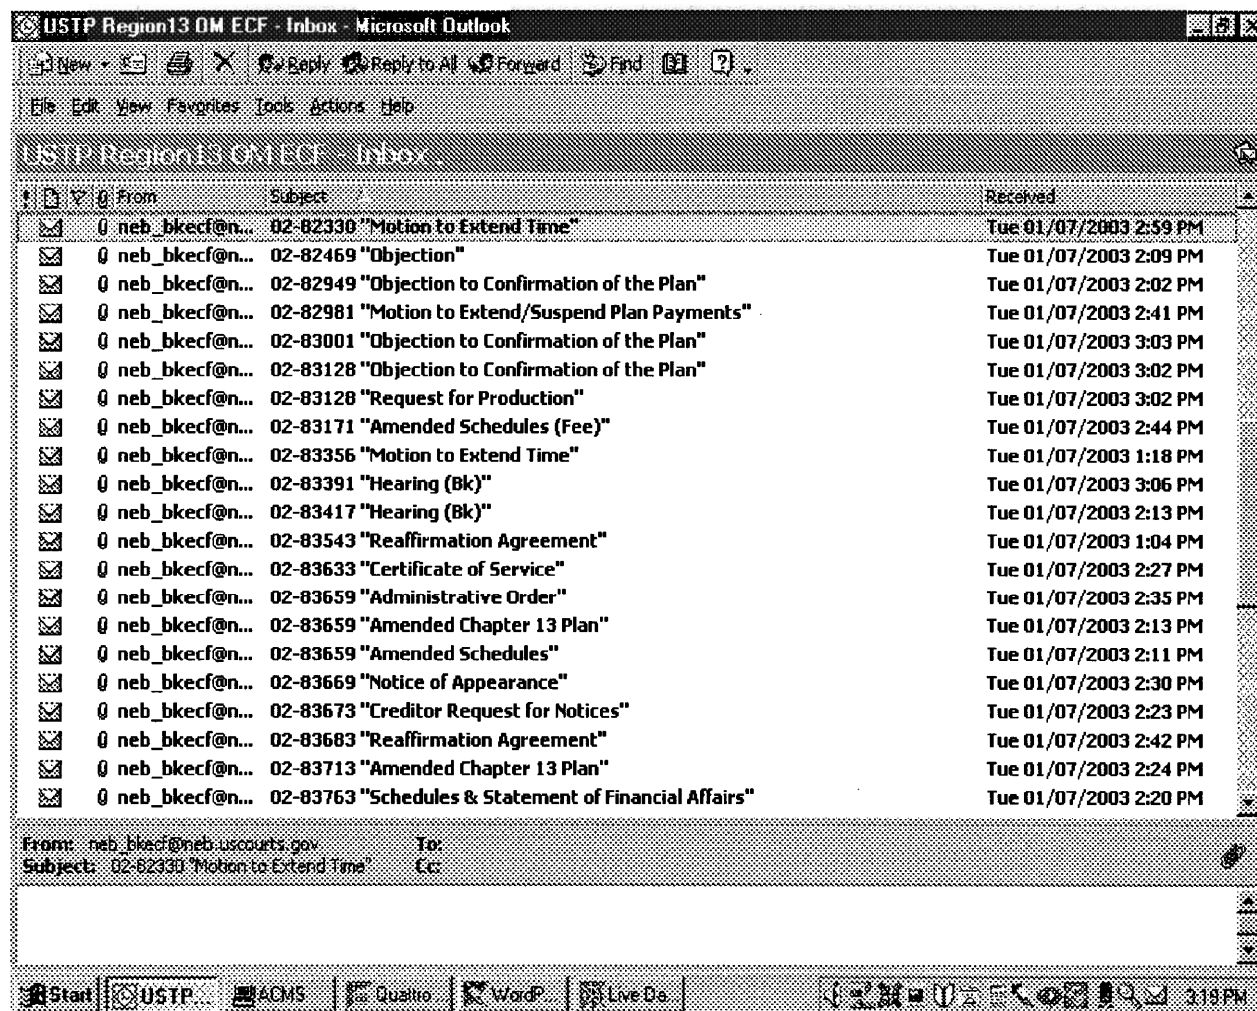 USTP Region13 OM ECF - Inbox - Microsoft Outlook
New Reply Reply to All Forward Find
File Edit View Favorites Tools Actions Help
USTP Region13 OM ECF - Inbox .
! From Subject Received
neb_bkecf@n... 02-82330 "Motion to Extend Time" Tue 01/07/2003 2:59 PM
neb_bkecf@n... 02-82469 "Objection" Tue 01/07/2003 2:09 PM
neb_bkecf@n... 02-82949 "Objection to Confirmation of the Plan" Tue 01/07/2003 2:02 PM
neb_bkecf@n... 02-82981 "Motion to Extend/Suspend Plan Payments" Tue 01/07/2003 2:41 PM
neb_bkecf@n... 02-83001 "Objection to Confirmation of the Plan" Tue 01/07/2003 3:03 PM
neb_bkecf@n... 02-83128 "Objection to Confirmation of the Plan" Tue 01/07/2003 3:02 PM
neb_bkecf@n... 02-83128 "Request for Production" Tue 01/07/2003 3:02 PM
neb_bkecf@n... 02-83171 "Amended Schedules (Fee)" Tue 01/07/2003 2:44 PM
neb_bkecf@n... 02-83356 "Motion to Extend Time" Tue 01/07/2003 1:18 PM
neb_bkecf@n... 02-83391 "Hearing (Bk)" Tue 01/07/2003 3:06 PM
neb_bkecf@n... 02-83417 "Hearing (Bk)" Tue 01/07/2003 2:13 PM
neb_bkecf@n... 02-83543 "Reaffirmation Agreement" Tue 01/07/2003 1:04 PM
neb_bkecf@n... 02-83633 "Certificate of Service" Tue 01/07/2003 2:27 PM
neb_bkecf@n... 02-83659 "Administrative Order" Tue 01/07/2003 2:35 PM
neb_bkecf@n... 02-83659 "Amended Chapter 13 Plan" Tue 01/07/2003 2:13 PM
neb_bkecf@n... 02-83659 "Amended Schedules" Tue 01/07/2003 2:11 PM
neb_bkecf@n... 02-83669 "Notice of Appearance" Tue 01/07/2003 2:30 PM
neb_bkecf@n... 02-83673 "Creditor Request for Notices" Tue 01/07/2003 2:23 PM
neb_bkecf@n... 02-83683 "Reaffirmation Agreement" Tue 01/07/2003 2:42 PM
neb_bkecf@n... 02-83713 "Amended Chapter 13 Plan" Tue 01/07/2003 2:24 PM
neb_bkecf@n... 02-83763 "Schedules & Statement of Financial Affairs" Tue 01/07/2003 2:20 PM
From: neb_bkecf@neb.uscourts.gov To:
Subject: 02-82330 "Motion to Extend Time" Cc:
Start USTP... ACMS Quattro... WordP... Live Da... 3:19 PM